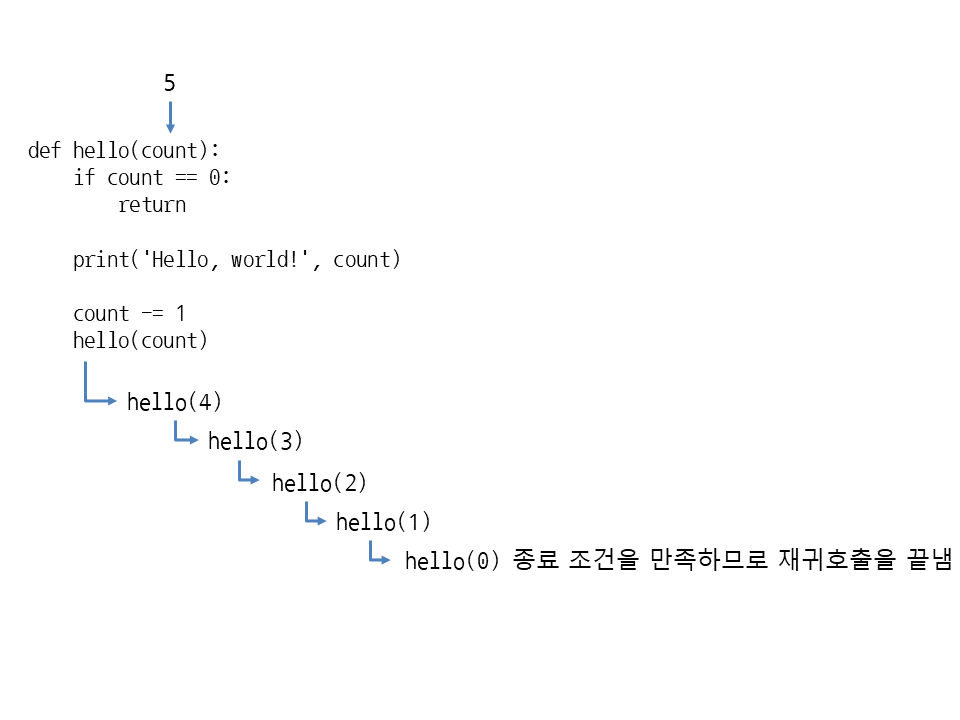 5
def hello(count):
    if count == 0:
        return
    print('Hello, world!', count)
    count -= 1
    hello(count)
hello(4)
hello(3)
hello(2)
hello(1)
hello(0) 종료 조건을 만족하므로 재귀호출을 끝냄